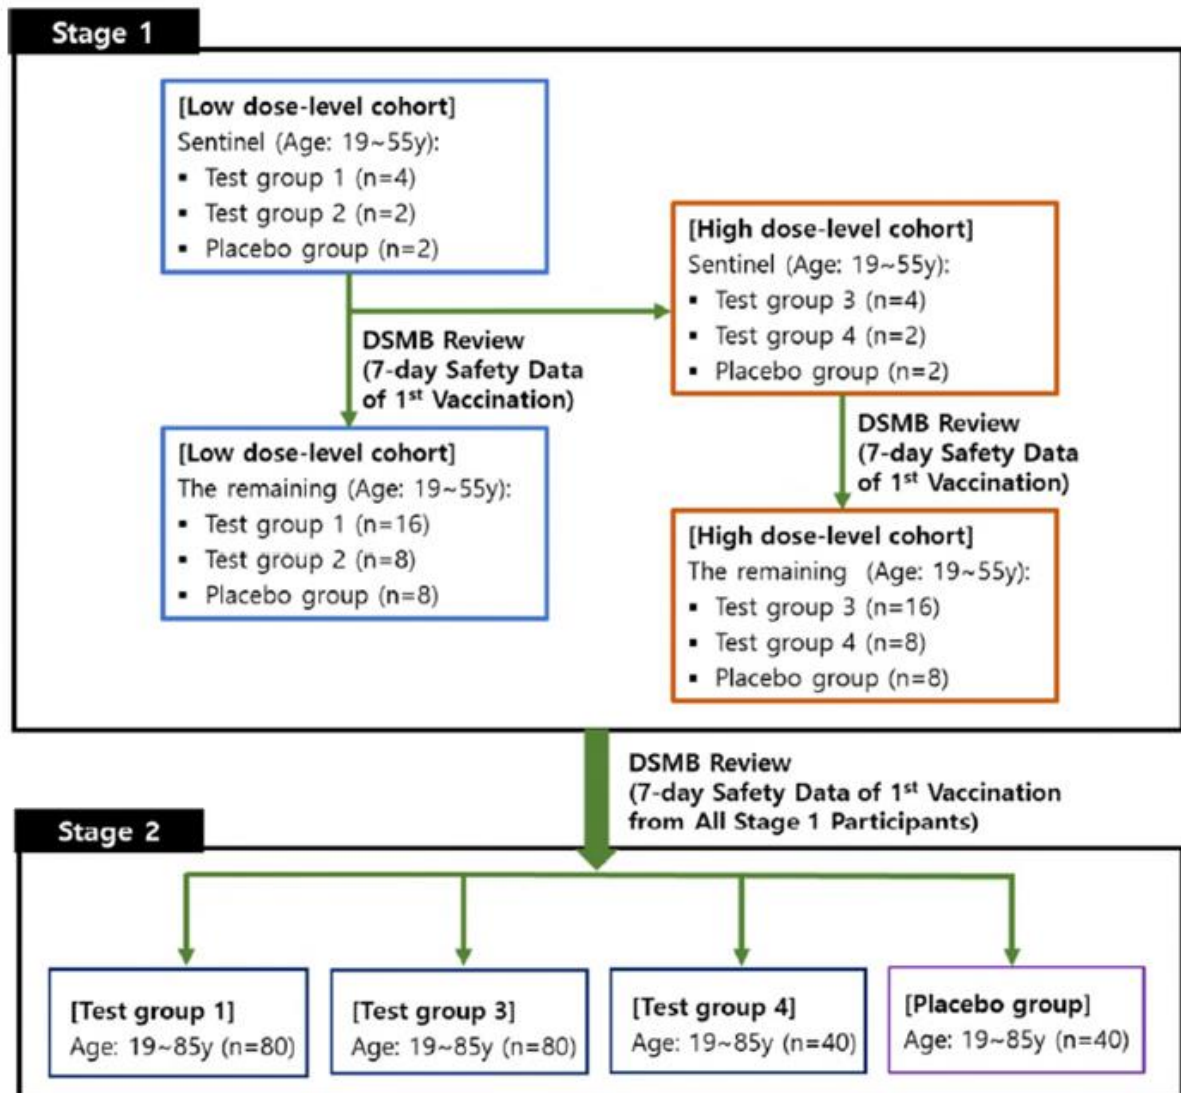 Stage 1
[Low dose-level cohort]
Sentinel (Age: 19~55y):
▪ Test group 1 (n=4)
▪ Test group 2 (n=2)
▪ Placebo group (n=2)
[High dose-level cohort]
Sentinel (Age: 19~55y):
▪ Test group 3 (n=4)
▪ Test group 4 (n=2)
▪ Placebo group (n=2)
DSMB Review
(7-day Safety Data
of 1st Vaccination)
DSMB Review
(7-day Safety Data
of 1st Vaccination)
[Low dose-level cohort]
The remaining (Age: 19~55y):
▪ Test group 1 (n=16)
▪ Test group 2 (n=8)
▪ Placebo group (n=8)
[High dose-level cohort]
The remaining (Age: 19~55y):
▪ Test group 3 (n=16)
▪ Test group 4 (n=8)
▪ Placebo group (n=8)
DSMB Review
(7-day Safety Data of 1st Vaccination
from All Stage 1 Participants)
Stage 2
[Test group 1]
Age: 19~85y (n=80)
[Test group 3]
Age: 19~85y (n=80)
[Test group 4]
Age: 19~85y (n=40)
[Placebo group]
Age: 19~85y (n=40)